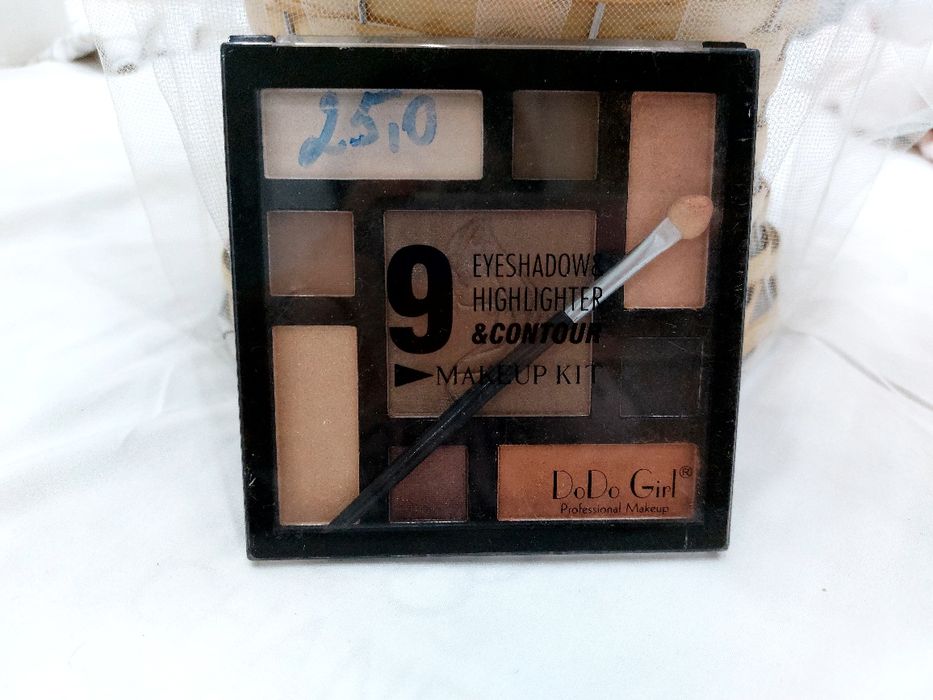 25,0
9
EYESHADOW&
HIGHLIGHTER
&CONTOUR
MAKEUP KIT
DoDo Girl®
Professional Makeup